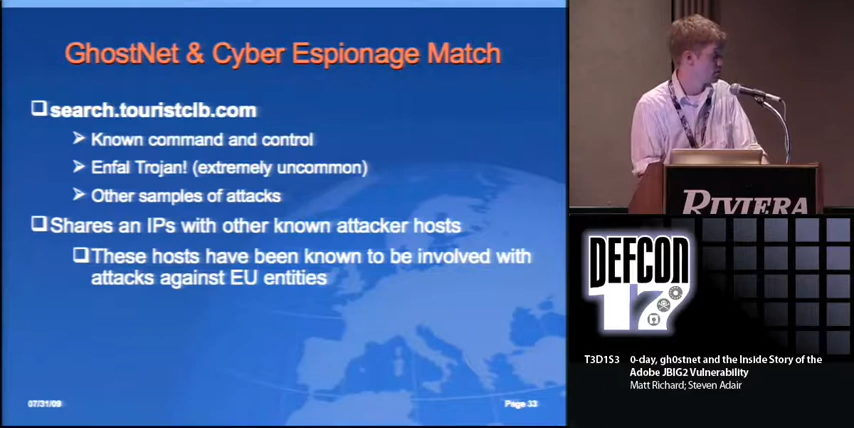 GhostNet & Cyber Espionage Match
search.touristclb.com
Known command and control
Enfal Trojan! (extremely uncommon)
Other samples of attacks
Shares an IPs with other known attacker hosts
These hosts have been known to be involved with
attacks against EU entities
07/31/09
Page 33
RIVIERA
DEFCON
17
T3D1S3 0-day, gh0stnet and the Inside Story of the
Adobe JBIG2 Vulnerability
Matt Richard; Steven Adair